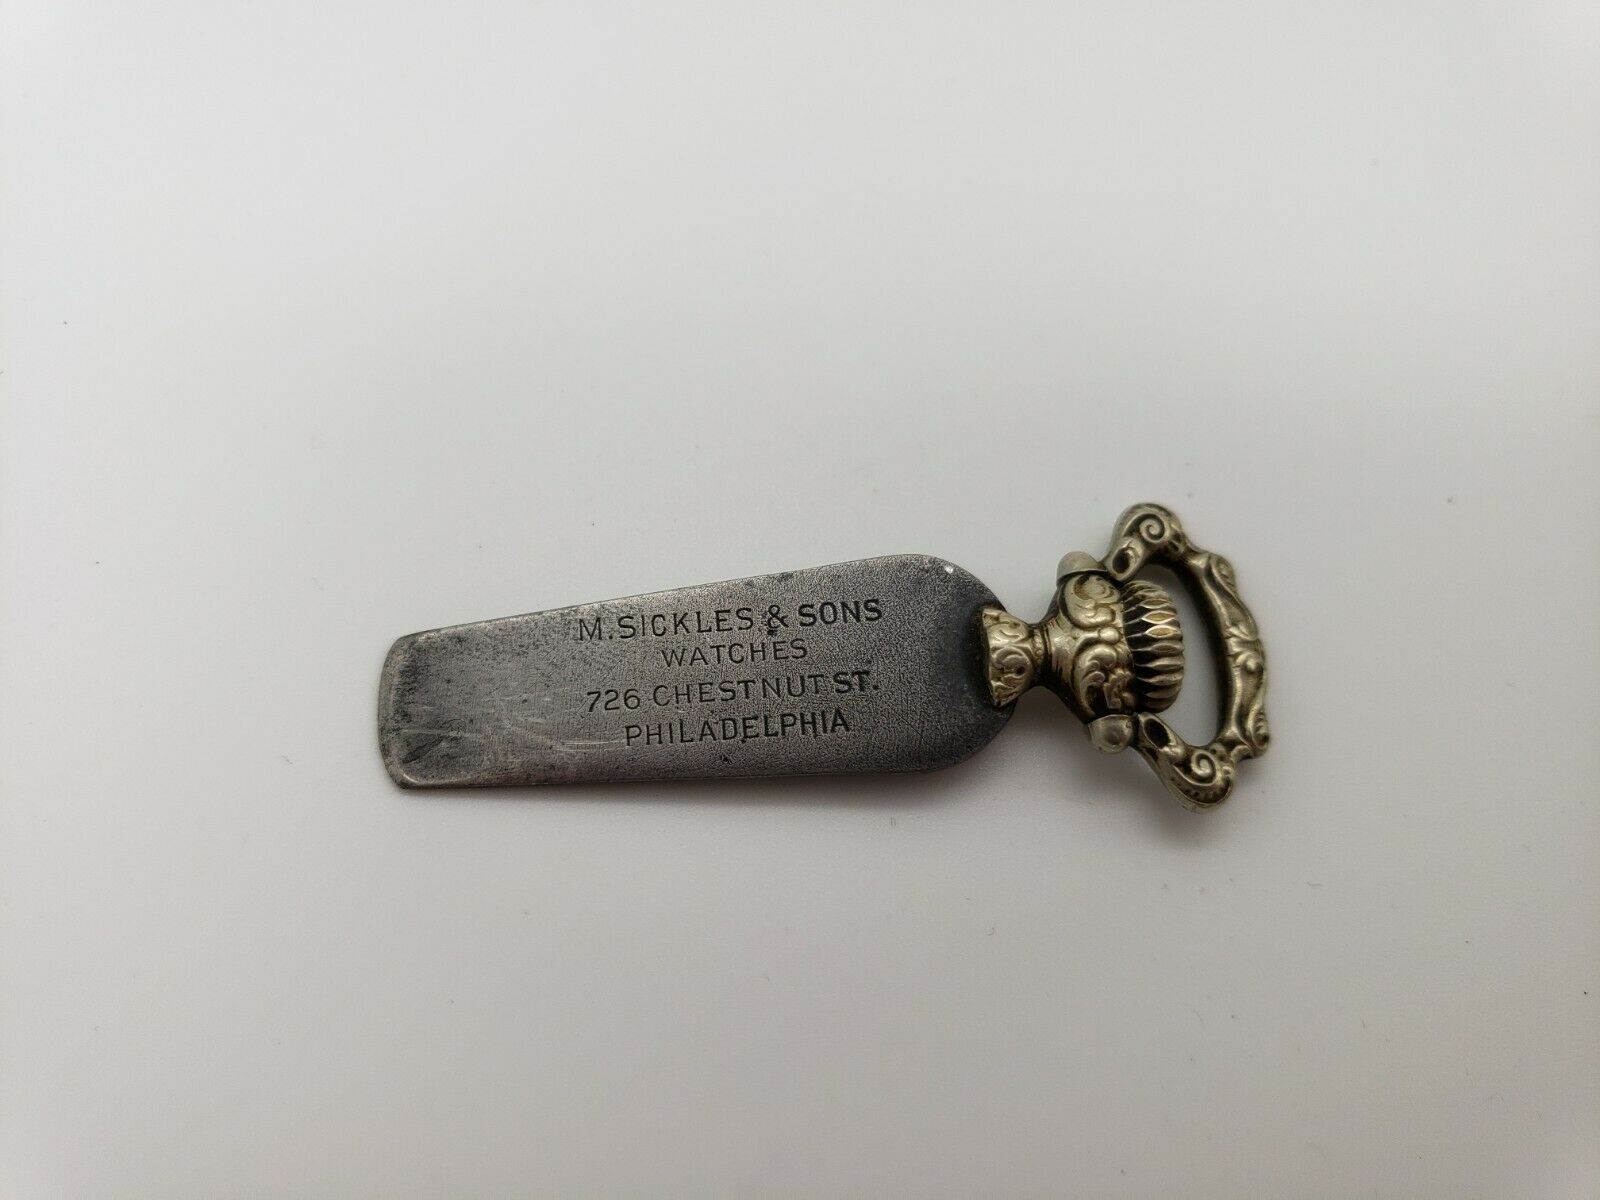 M. SICKLES & SONS
WATCHES
726 CHESTNUT ST.
PHILADELPHIA